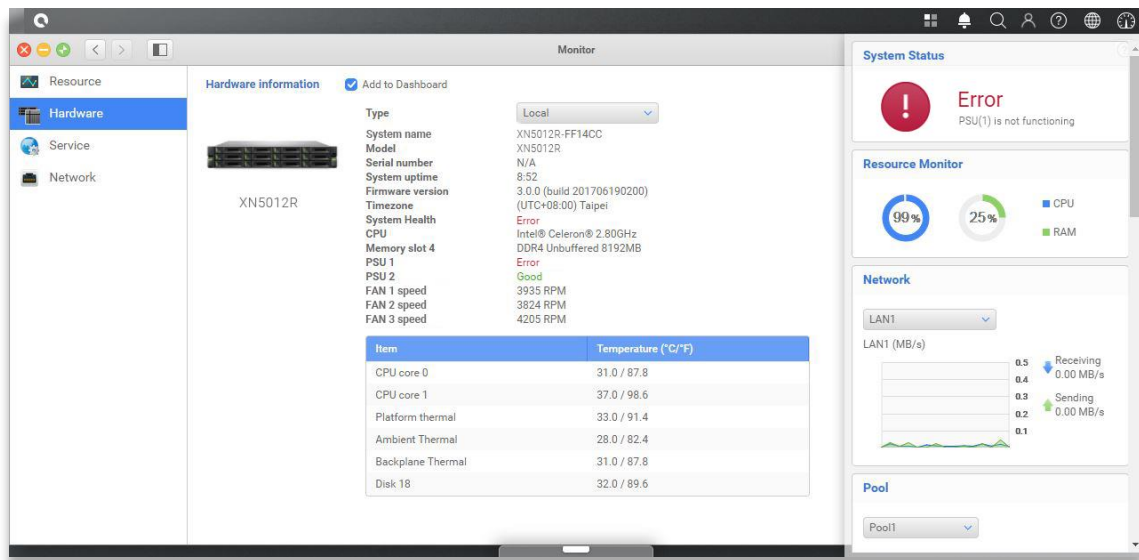 Monitor
Resource
Hardware
Service
Network
Hardware information
Add to Dashboard
XN5012R
Type Local
System name XN5012R-FF14CC
Model XN5012R
Serial number N/A
System uptime 8:52
Firmware version 3.0.0 (build 201706190200)
Timezone (UTC+08:00) Taipei
System Health Error
CPU Intel® Celeron® 2.80GHz
Memory slot 4 DDR4 Unbuffered 8192MB
PSU 1 Error
PSU 2 Good
FAN 1 speed 3935 RPM
FAN 2 speed 3824 RPM
FAN 3 speed 4205 RPM
Item Temperature (°C/°F)
CPU core 0 31.0 / 87.8
CPU core 1 37.0 / 98.6
Platform thermal 33.0 / 91.4
Ambient Thermal 28.0 / 82.4
Backplane Thermal 31.0 / 87.8
Disk 18 32.0 / 89.6
System Status
Error
PSU(1) is not functioning
Resource Monitor
99% 25%
CPU
RAM
Network
LAN1
LAN1 (MB/s)
0.5
0.4
0.3
0.2
0.1
Receiving
0.00 MB/s
Sending
0.00 MB/s
Pool
Pool1